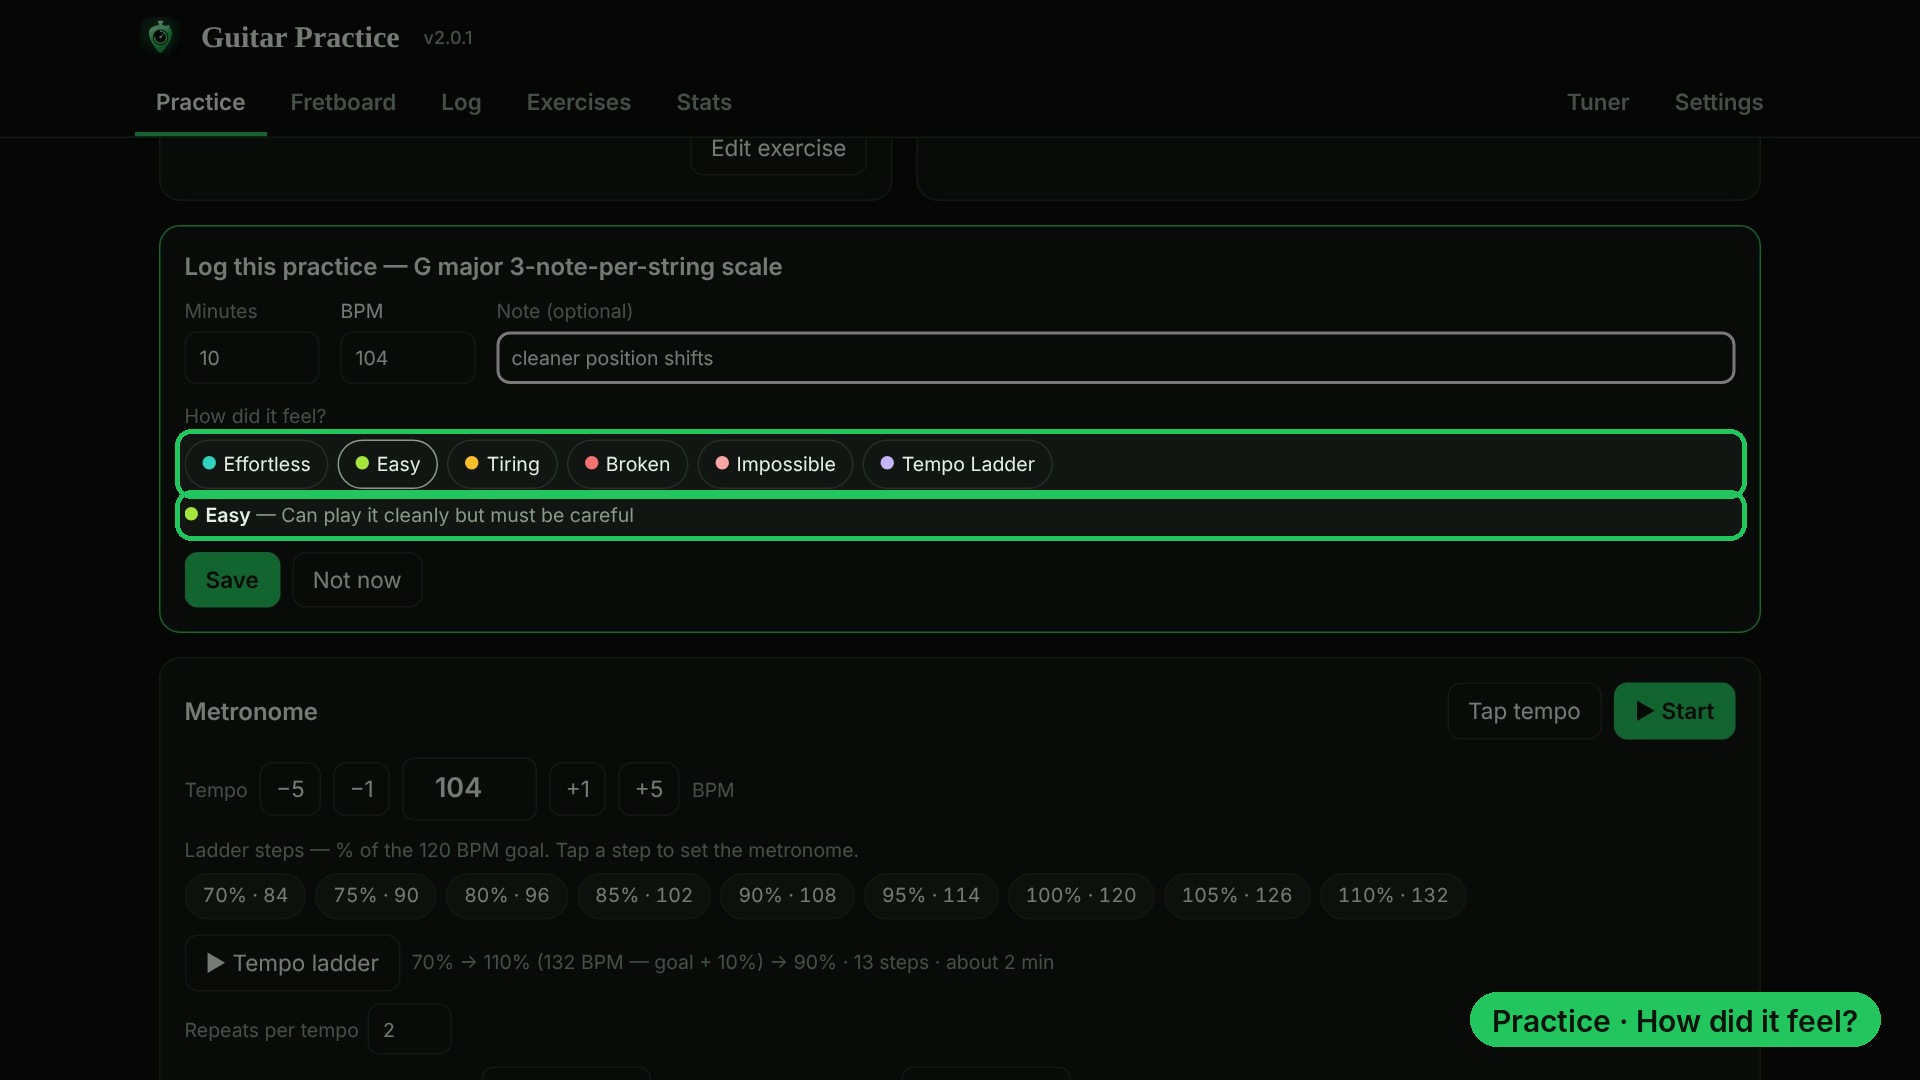 Guitar Practice v2.0.1
Practice Fretboard Log Exercises Stats Tuner Settings
Edit exercise
Log this practice — G major 3-note-per-string scale
Minutes BPM Note (optional)
10 104 cleaner position shifts
How did it feel?
Effortless Easy Tiring Broken Impossible Tempo Ladder
Easy — Can play it cleanly but must be careful
Save Not now
Metronome Tap tempo ▶ Start
Tempo −5 −1 104 +1 +5 BPM
Ladder steps — % of the 120 BPM goal. Tap a step to set the metronome.
70% · 84 75% · 90 80% · 96 85% · 102 90% · 108 95% · 114 100% · 120 105% · 126 110% · 132
▶ Tempo ladder 70% → 110% (132 BPM — goal + 10%) → 90% · 13 steps · about 2 min
Repeats per tempo 2
Practice · How did it feel?